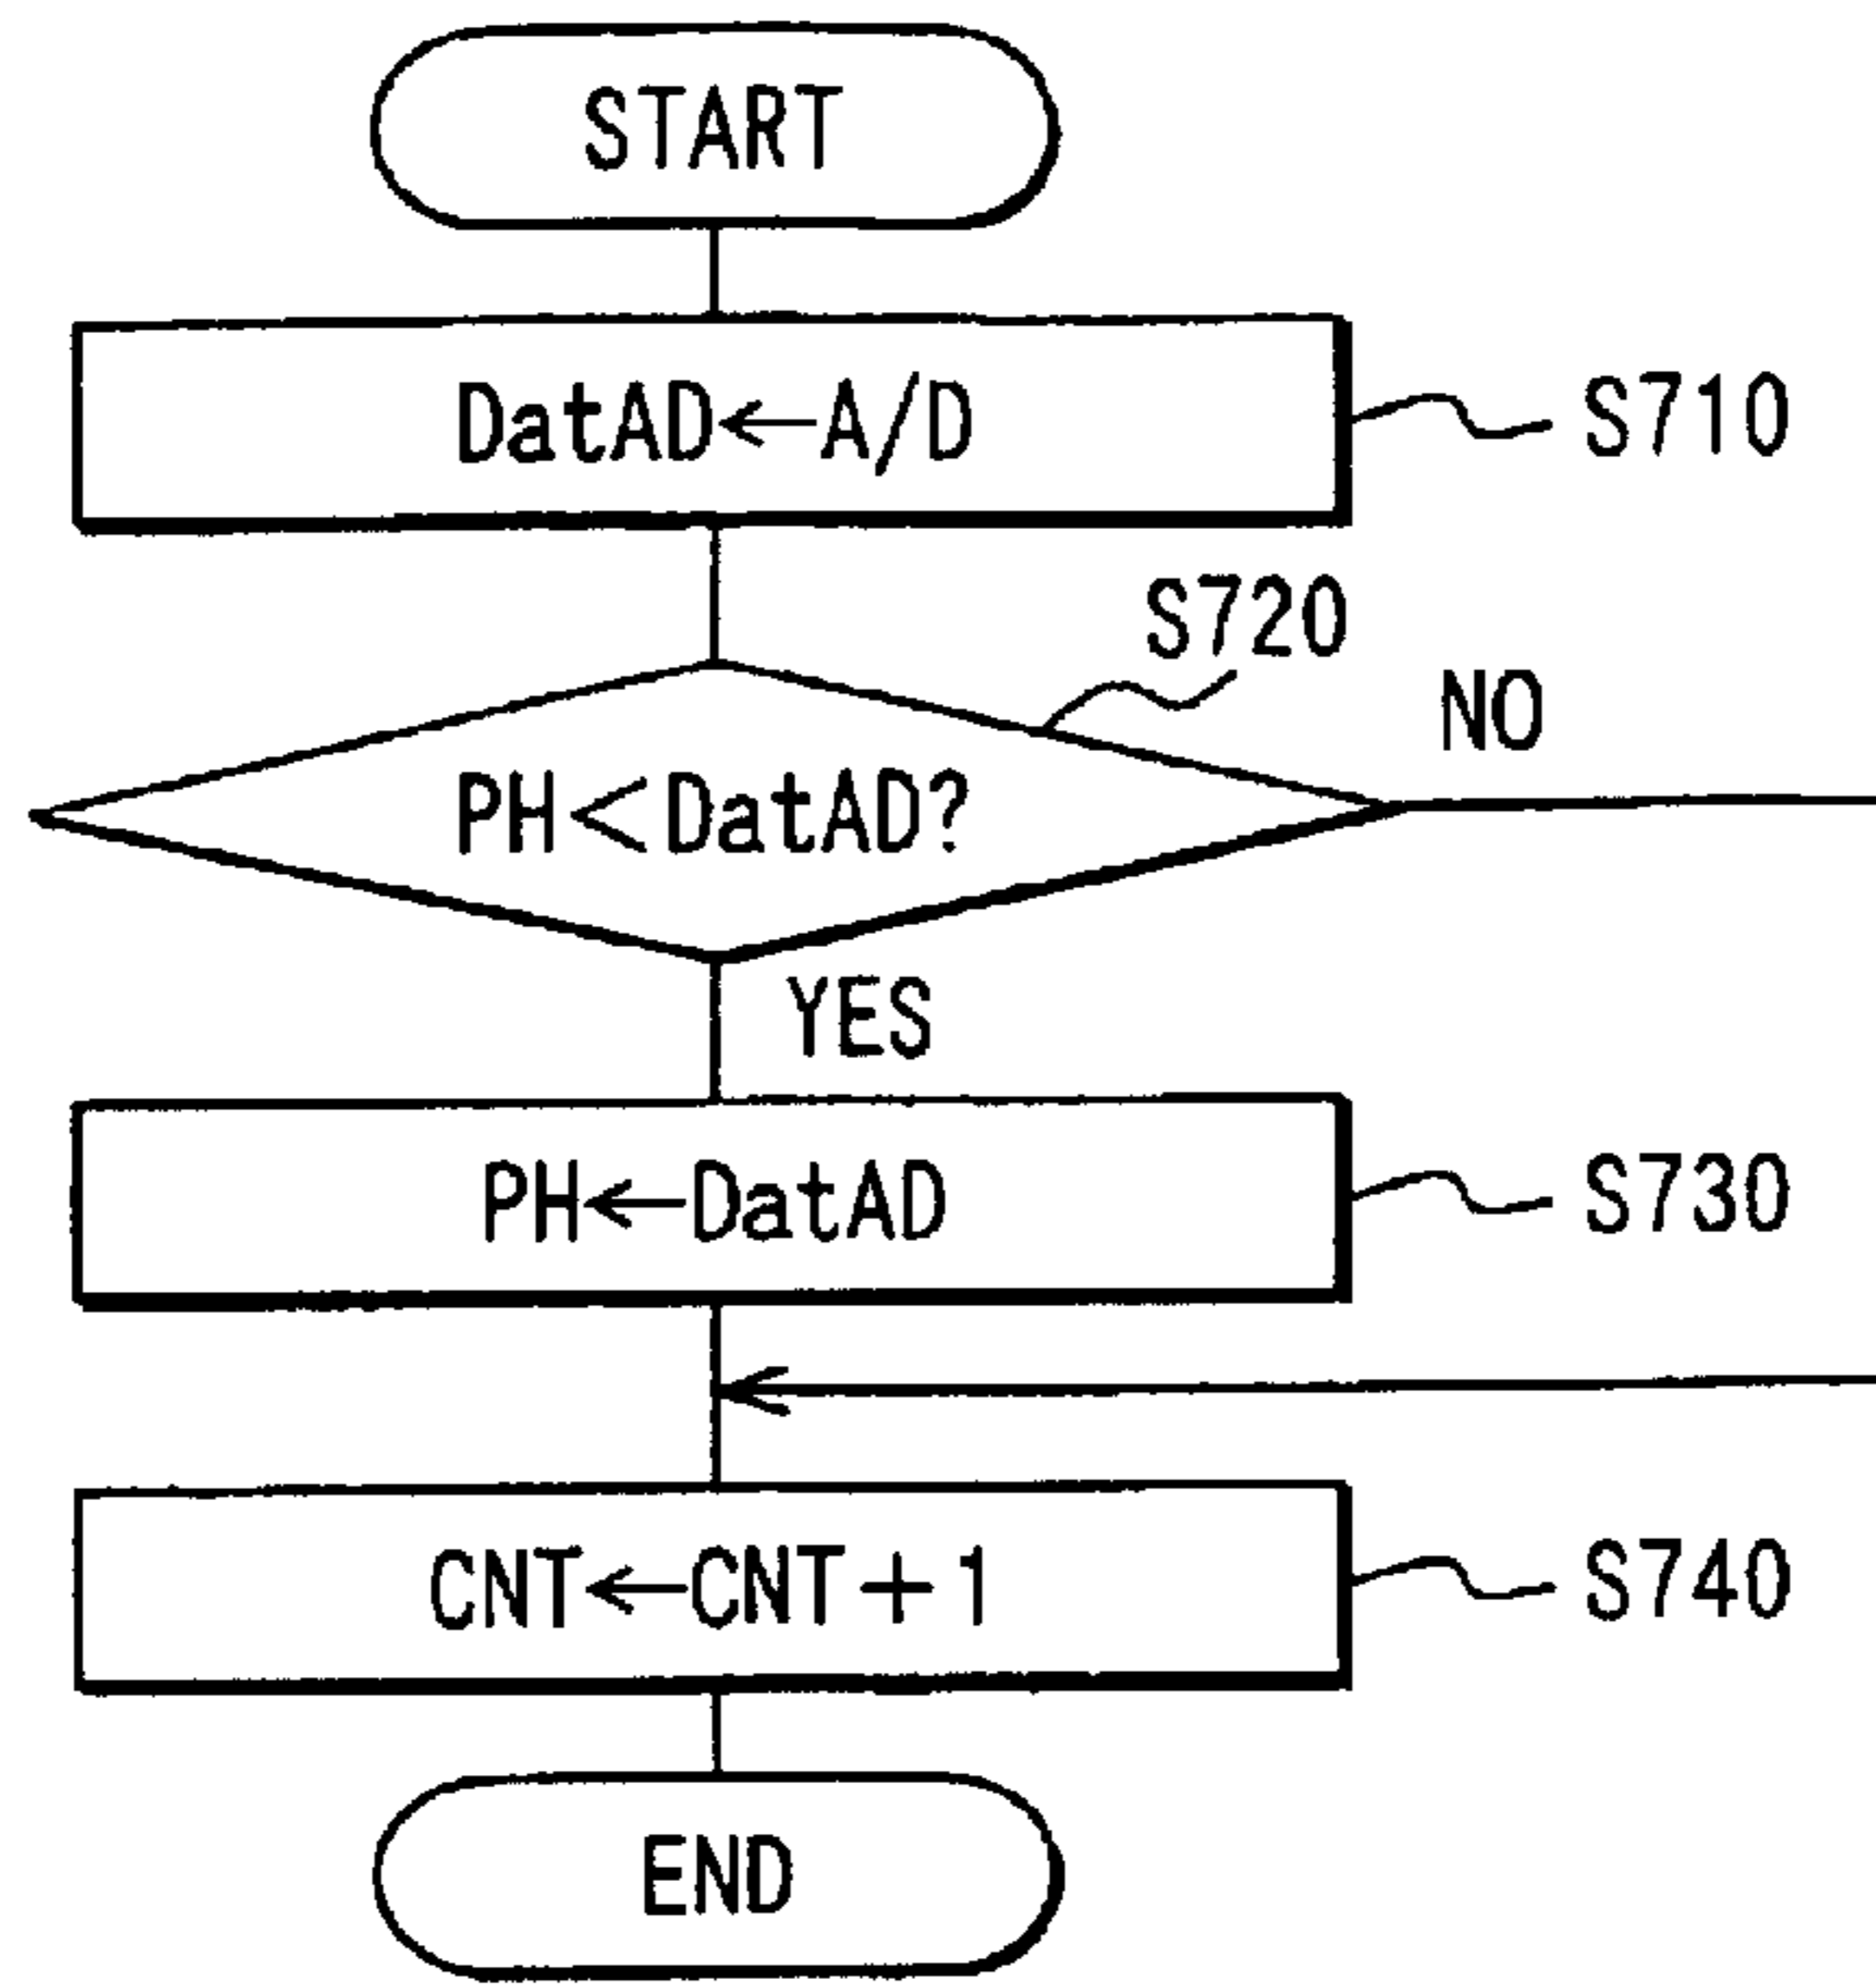 START
DatAD←A/D
S710
S720
NO
PH<DatAD?
YES
PH←DatAD
S730
CNT←CNT+1
S740
END